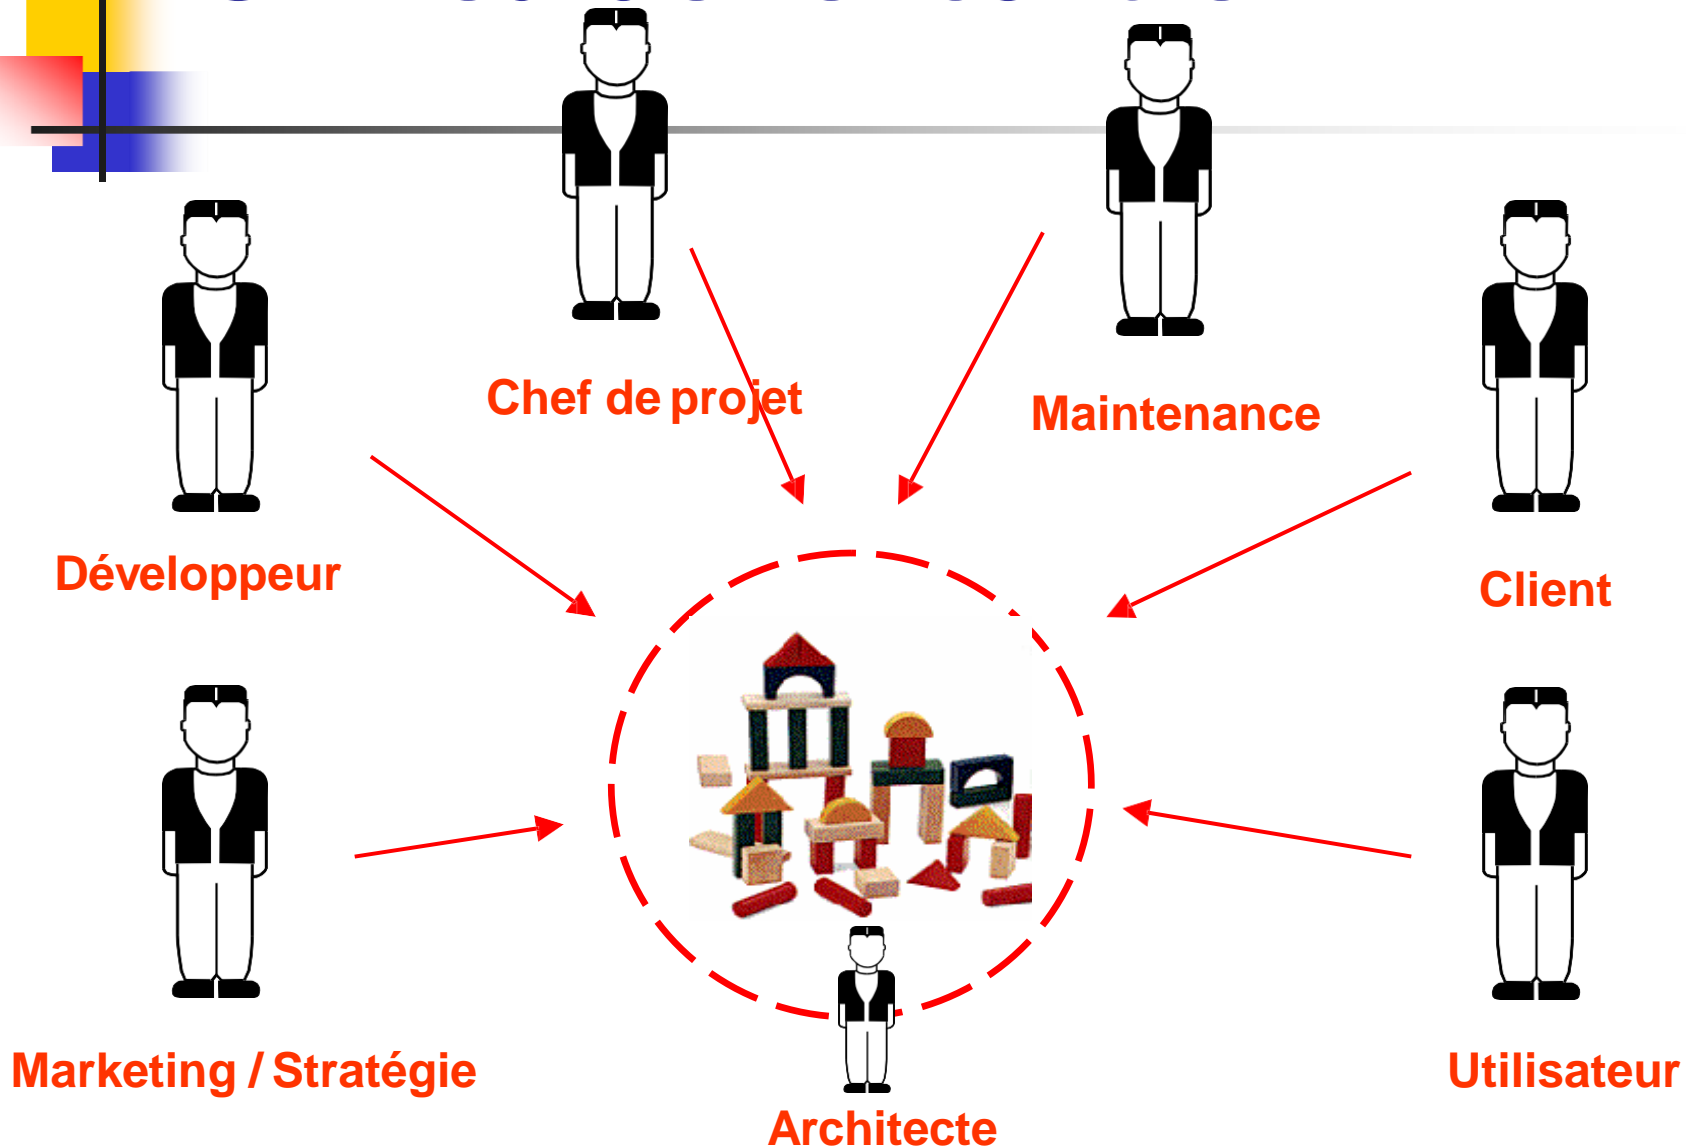 Chef de projet
Maintenance
Développeur
Client
Marketing / Stratégie
Utilisateur
Architecte